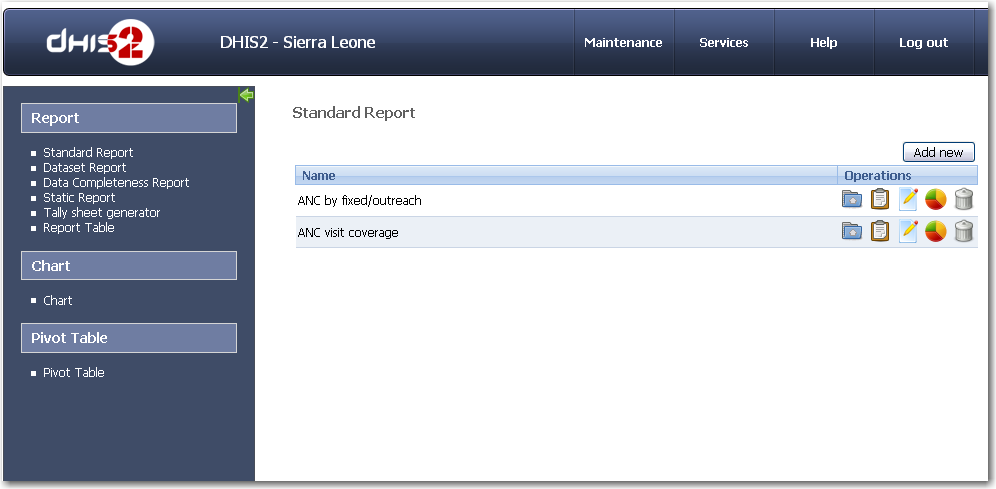 dhis2
DHIS2 - Sierra Leone
Maintenance
Services
Help
Log out
Report
Standard Report
Dataset Report
Data Completeness Report
Static Report
Tally sheet generator
Report Table
Chart
Chart
Pivot Table
Pivot Table
Standard Report
Add new
Name Operations
ANC by fixed/outreach
ANC visit coverage